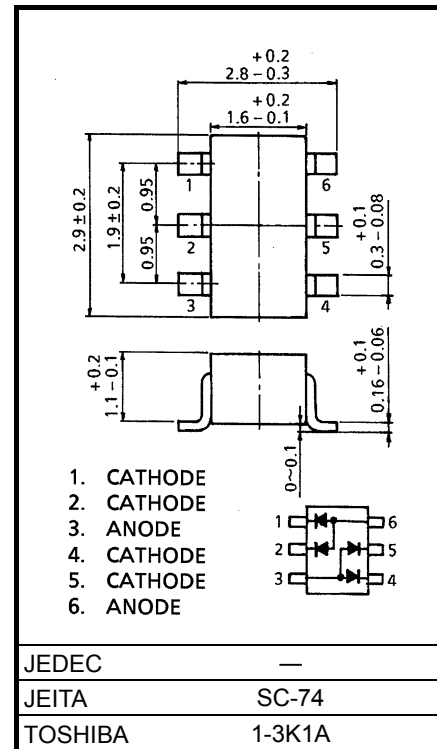 +0.2
2.8 – 0.3
+0.2
1.6 – 0.1
2.9 ± 0.2
1.9 ± 0.2
0.95
0.95
1
2
3
6
5
4
+0.1
0.3 – 0.08
+0.2
1.1 – 0.1
+0.1
0.16 – 0.06
0~0.1
1. CATHODE
2. CATHODE
3. ANODE
4. CATHODE
5. CATHODE
6. ANODE
1 6
2 5
3 4
JEDEC —
JEITA SC-74
TOSHIBA 1-3K1A